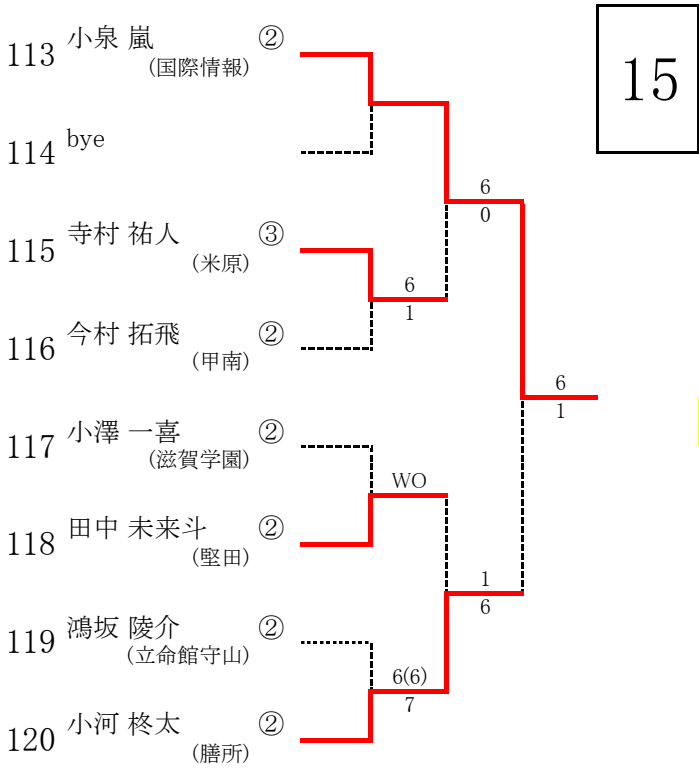 15
113 小泉 嵐 ②
(国際情報)
114 bye
6
0
115 寺村 祐人 ③
(米原)
6
1
116 今村 拓飛 ②
(甲南)
6
1
117 小澤 一喜 ②
(滋賀学園)
WO
118 田中 未来斗 ②
(堅田)
1
6
119 鴻坂 陵介 ②
(立命館守山)
6(6)
7
120 小河 柊太 ②
(膳所)